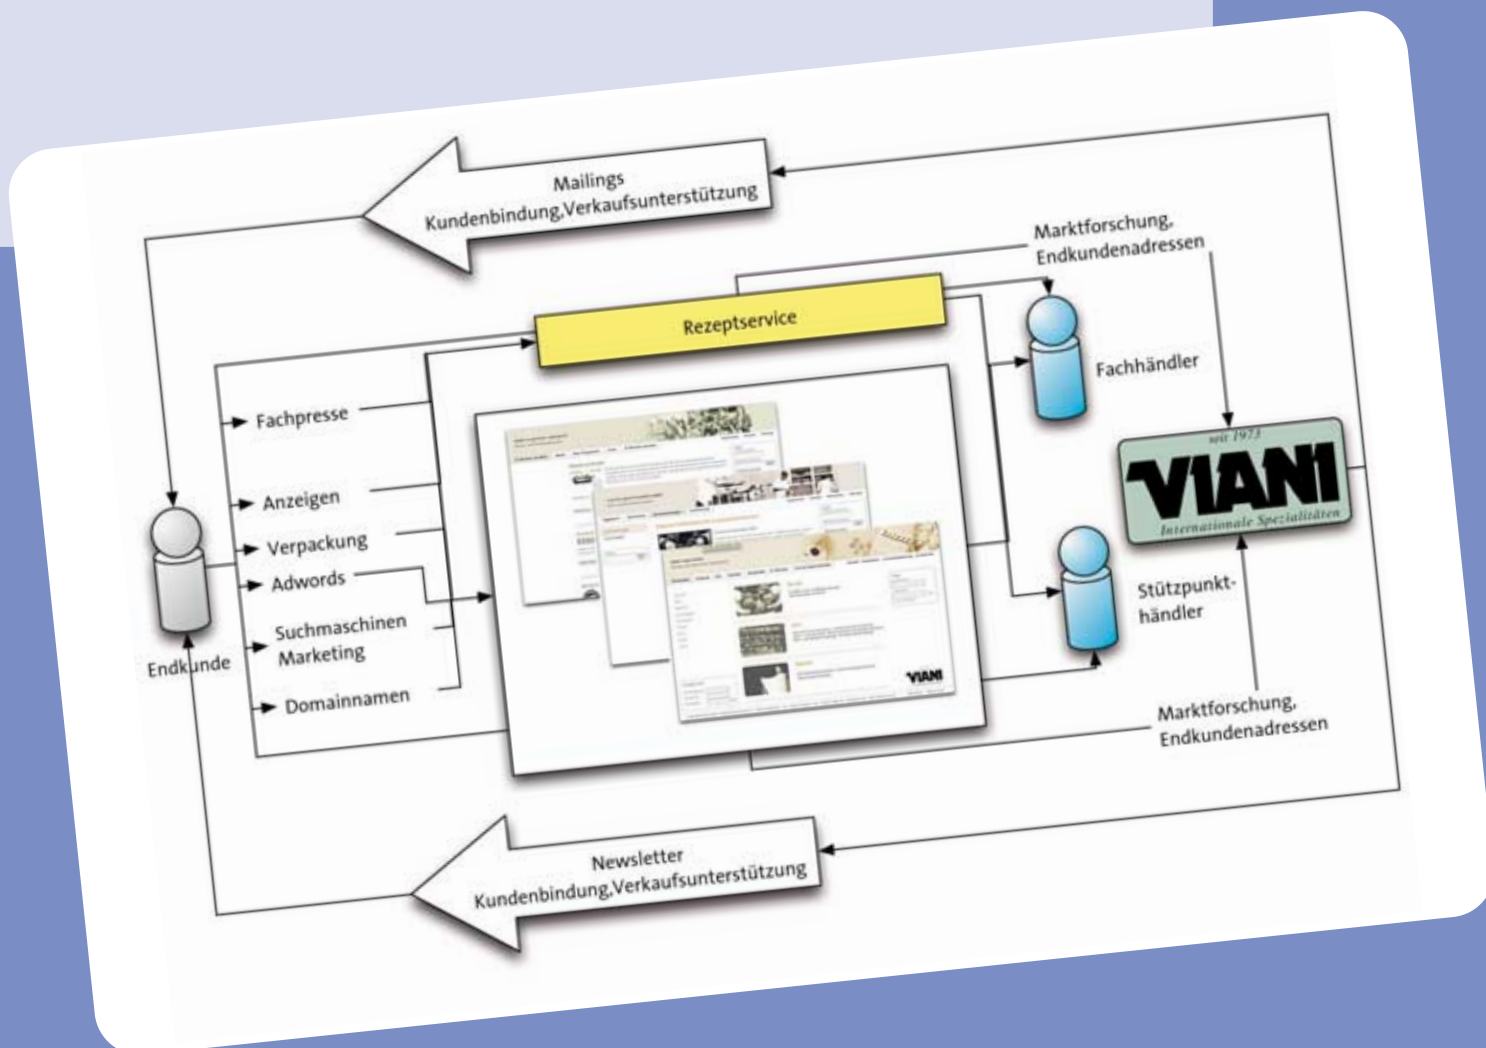 Mailings
Kundenbindung,Verkaufsunterstützung
Marktforschung,
Endkundenadressen
Rezeptservice
Fachhändler
Fachpresse
Anzeigen
Verpackung
Adwords
Suchmaschinen
Marketing
Domainnamen
Endkunde
seit 1973
VIANI
Internationale Spezialitäten
Stützpunkt-
händler
VIANI
Marktforschung,
Endkundenadressen
Newsletter
Kundenbindung,Verkaufsunterstützung